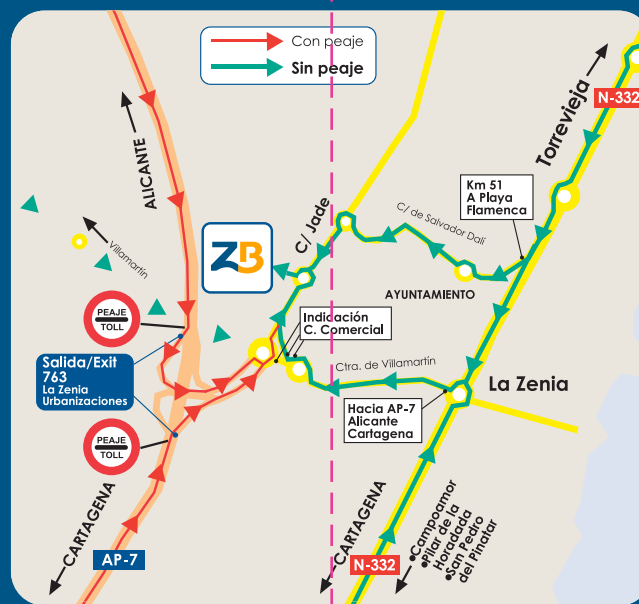 Con peaje
Sin peaje
N-332
Torrevieja
ALICANTE
Km 51
A Playa
Flamenca
C/ de Salvador Dalí
C/ Jade
Villamartín
ZB
AYUNTAMIENTO
PEAJE
TOLL
Indicación
C. Comercial
Salida/Exit
763
La Zenia
Urbanizaciones
Ctra. de Villamartín
La Zenia
Hacia AP-7
Alicante
Cartagena
PEAJE
TOLL
CARTAGENA
AP-7
CARTAGENA
N-332
•Campoamor
•Pilar de la
Horadada
•San Pedro
del Pinatar